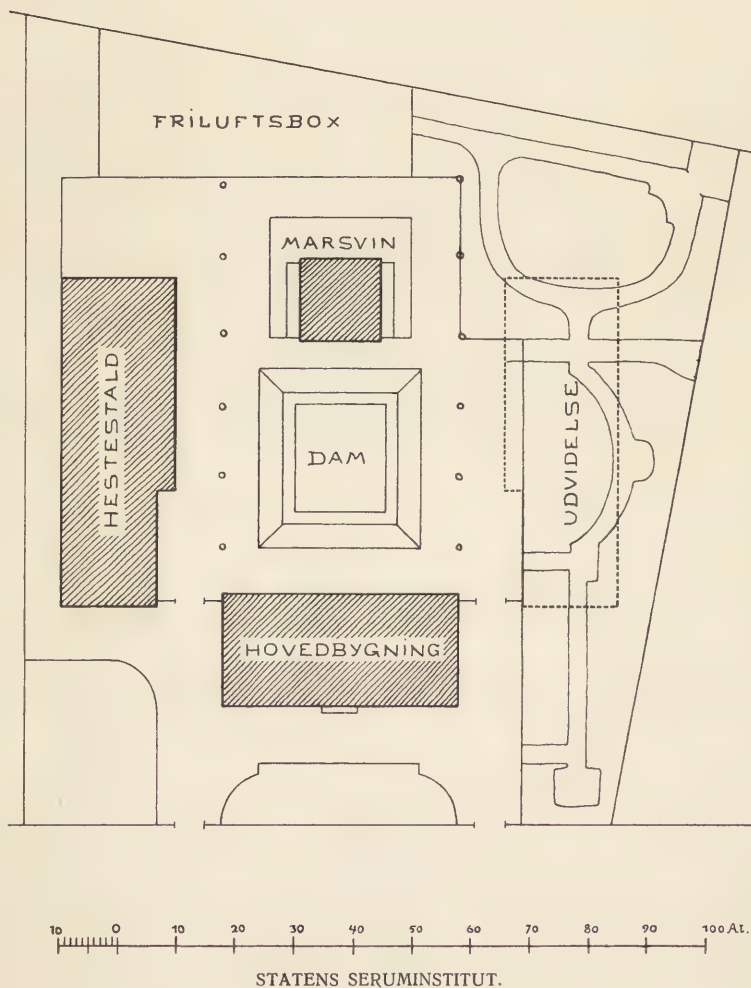 FRILUFTSBOX
MARSVIN
HESTESTALD
DAM
UDVIDELSE
HOVEDBYGNING
10 0 10 20 30 40 50 60 70 80 90 100 At.
STATENS SERUMINSTITUT.